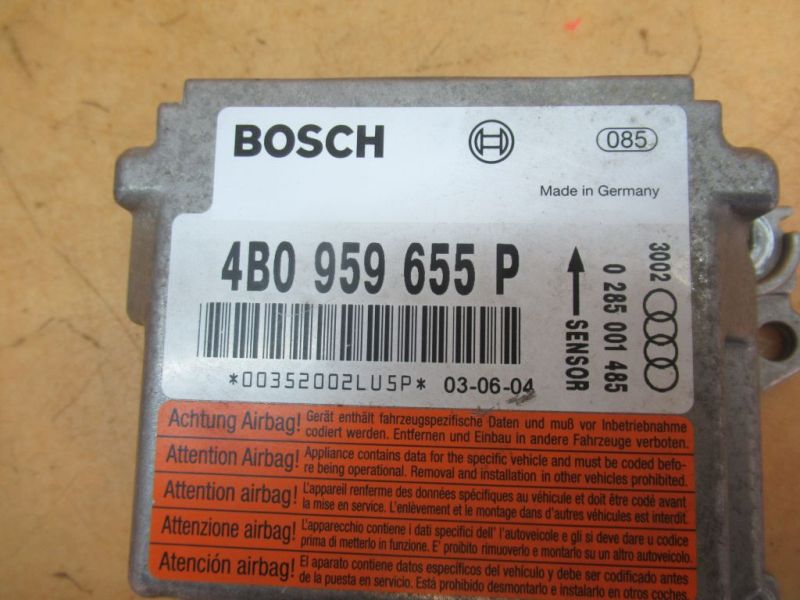 BOSCH
085
Made in Germany
4B0 959 655 P
SENSOR
0 285 001 485
3002
*00352002LU5P* 03-06-04
Achtung Airbag! Gerät enthält fahrzeugspezifische Daten und muß vor Inbetriebnahme
codiert werden. Entfernen und Einbau in andere Fahrzeuge verboten.
Attention Airbag! Appliance contains data for the specific vehicle and must be coded befo-
re being operational. Removal and installation in other vehicles prohibited.
Attention airbag! L'appareil renferme des données spécifiques au véhicule et doit être codé avant
la mise en service. L'enlèvement et le montage dans d'autres véhicules est interdit.
Attenzione airbag! L'apparecchio contiene i dati specifici dell' l'autoveicole e gli si deve dare u codice
prima di metterlo in funzione. E' proibito rimuoverlo e montarlo su un altro autoveicolo.
Atención airbag! El aparato contiene datos específicos del vehículo y debe ser codificado antes
de la puesta en servicio. Está prohibido desmontarlo e instalarlo en otros coches.